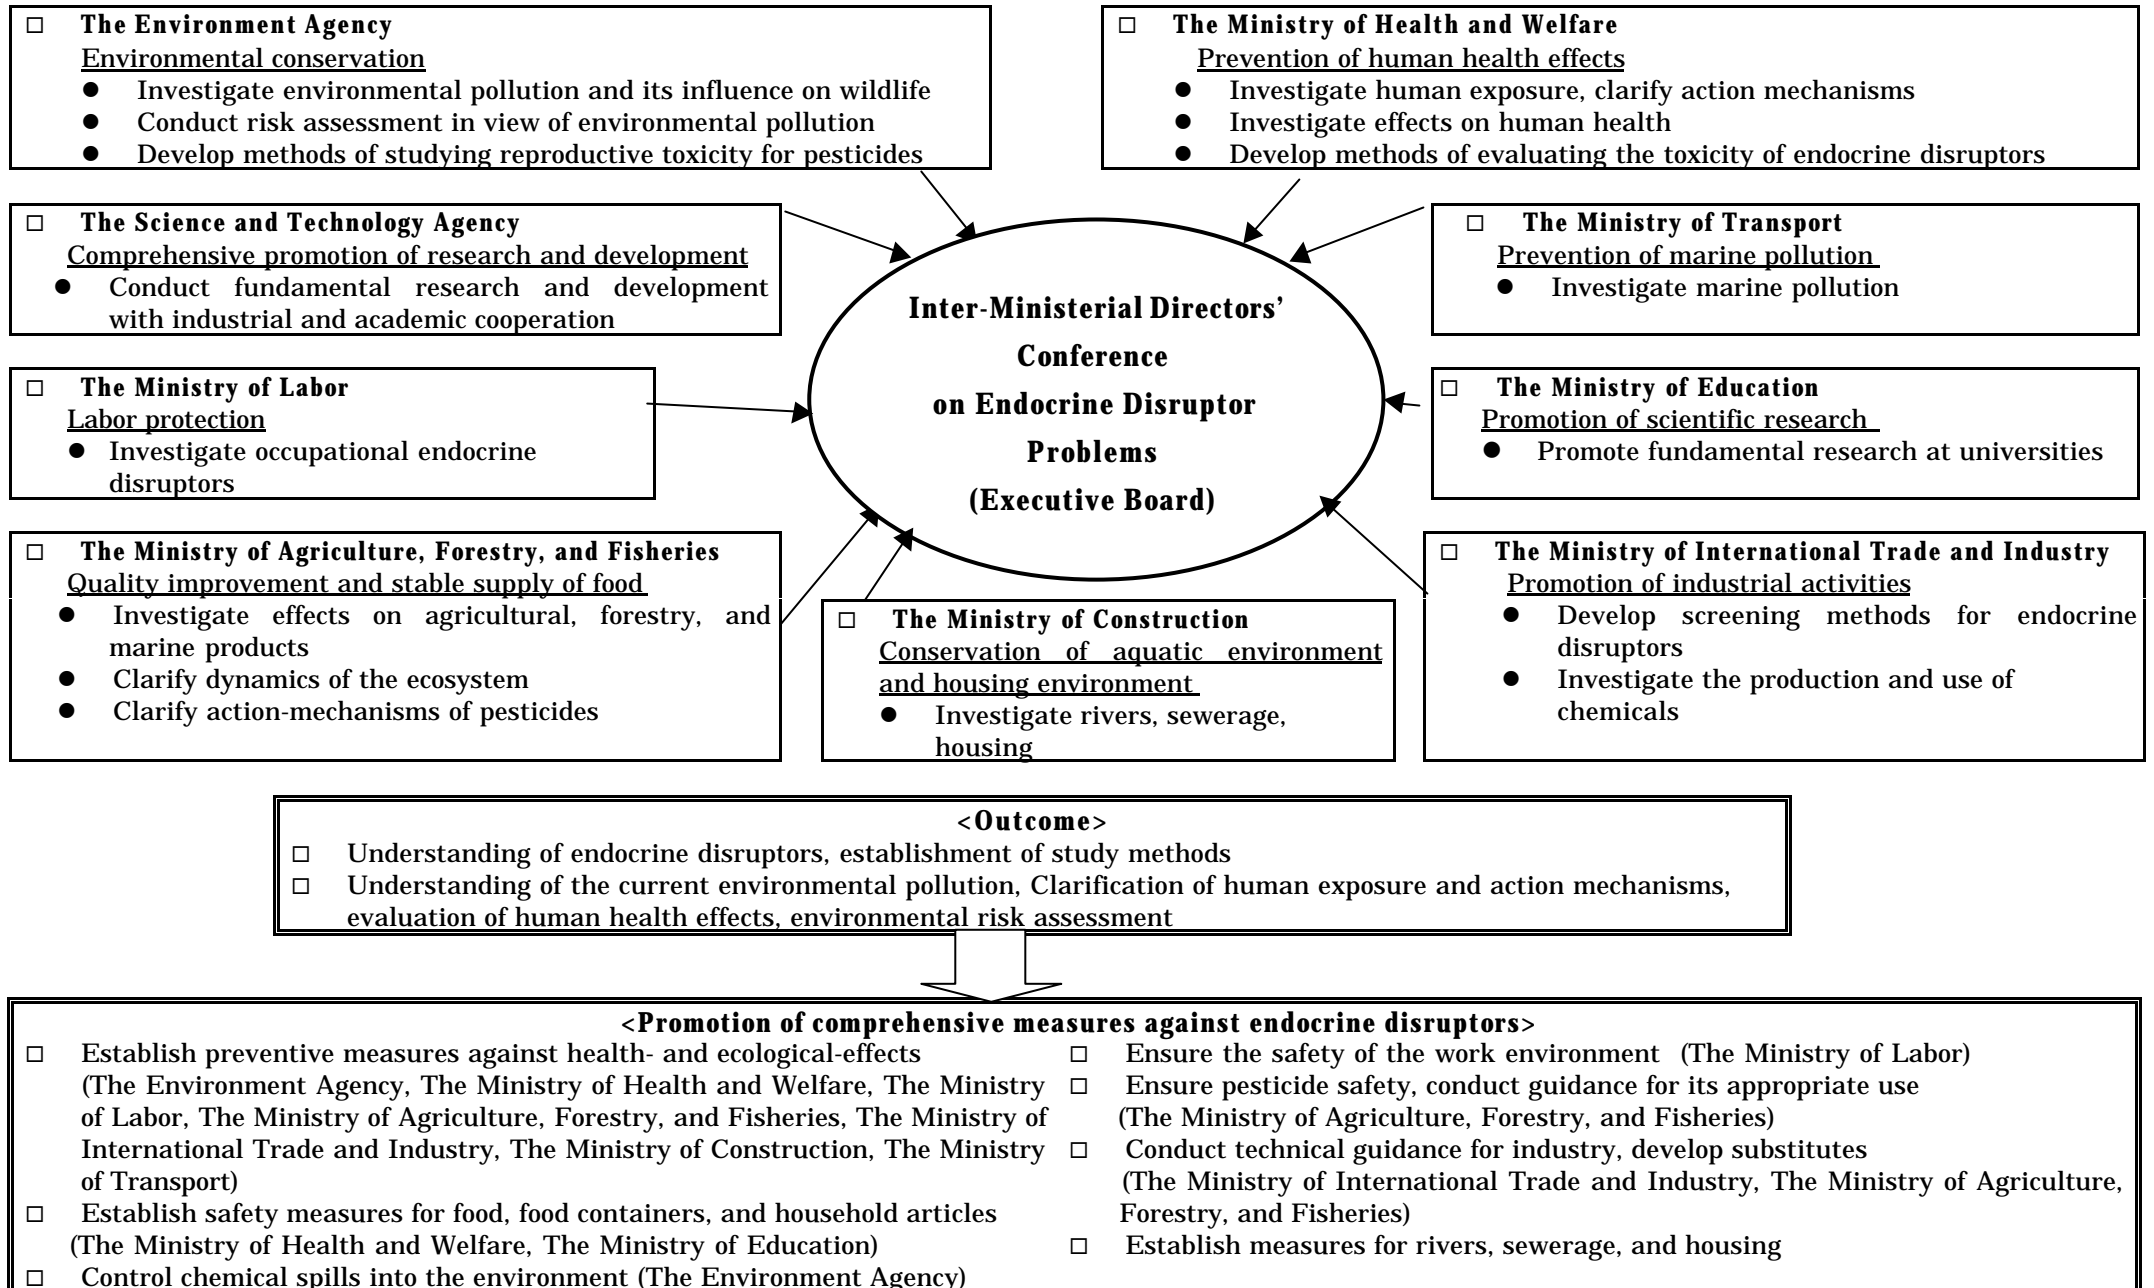 □ The Environment Agency
Environmental conservation
● Investigate environmental pollution and its influence on wildlife
● Conduct risk assessment in view of environmental pollution
● Develop methods of studying reproductive toxicity for pesticides
□ The Ministry of Health and Welfare
Prevention of human health effects
● Investigate human exposure, clarify action mechanisms
● Investigate effects on human health
● Develop methods of evaluating the toxicity of endocrine disruptors
□ The Science and Technology Agency
Comprehensive promotion of research and development
● Conduct fundamental research and development
with industrial and academic cooperation
□ The Ministry of Transport
Prevention of marine pollution
● Investigate marine pollution
Inter-Ministerial Directors’
Conference
on Endocrine Disruptor
Problems
(Executive Board)
□ The Ministry of Labor
Labor protection
● Investigate occupational endocrine
disruptors
□ The Ministry of Education
Promotion of scientific research
● Promote fundamental research at universities
□ The Ministry of Agriculture, Forestry, and Fisheries
Quality improvement and stable supply of food
● Investigate effects on agricultural, forestry, and
marine products
● Clarify dynamics of the ecosystem
● Clarify action-mechanisms of pesticides
□ The Ministry of Construction
Conservation of aquatic environment
and housing environment
● Investigate rivers, sewerage,
housing
□ The Ministry of International Trade and Industry
Promotion of industrial activities
● Develop screening methods for endocrine
disruptors
● Investigate the production and use of
chemicals
<Outcome>
□ Understanding of endocrine disruptors, establishment of study methods
□ Understanding of the current environmental pollution, Clarification of human exposure and action mechanisms,
evaluation of human health effects, environmental risk assessment
<Promotion of comprehensive measures against endocrine disruptors>
□ Establish preventive measures against health- and ecological-effects
(The Environment Agency, The Ministry of Health and Welfare, The Ministry
of Labor, The Ministry of Agriculture, Forestry, and Fisheries, The Ministry of
International Trade and Industry, The Ministry of Construction, The Ministry
of Transport)
□ Establish safety measures for food, food containers, and household articles
(The Ministry of Health and Welfare, The Ministry of Education)
□ Control chemical spills into the environment (The Environment Agency)
□ Ensure the safety of the work environment (The Ministry of Labor)
□ Ensure pesticide safety, conduct guidance for its appropriate use
(The Ministry of Agriculture, Forestry, and Fisheries)
□ Conduct technical guidance for industry, develop substitutes
(The Ministry of International Trade and Industry, The Ministry of Agriculture,
Forestry, and Fisheries)
□ Establish measures for rivers, sewerage, and housing